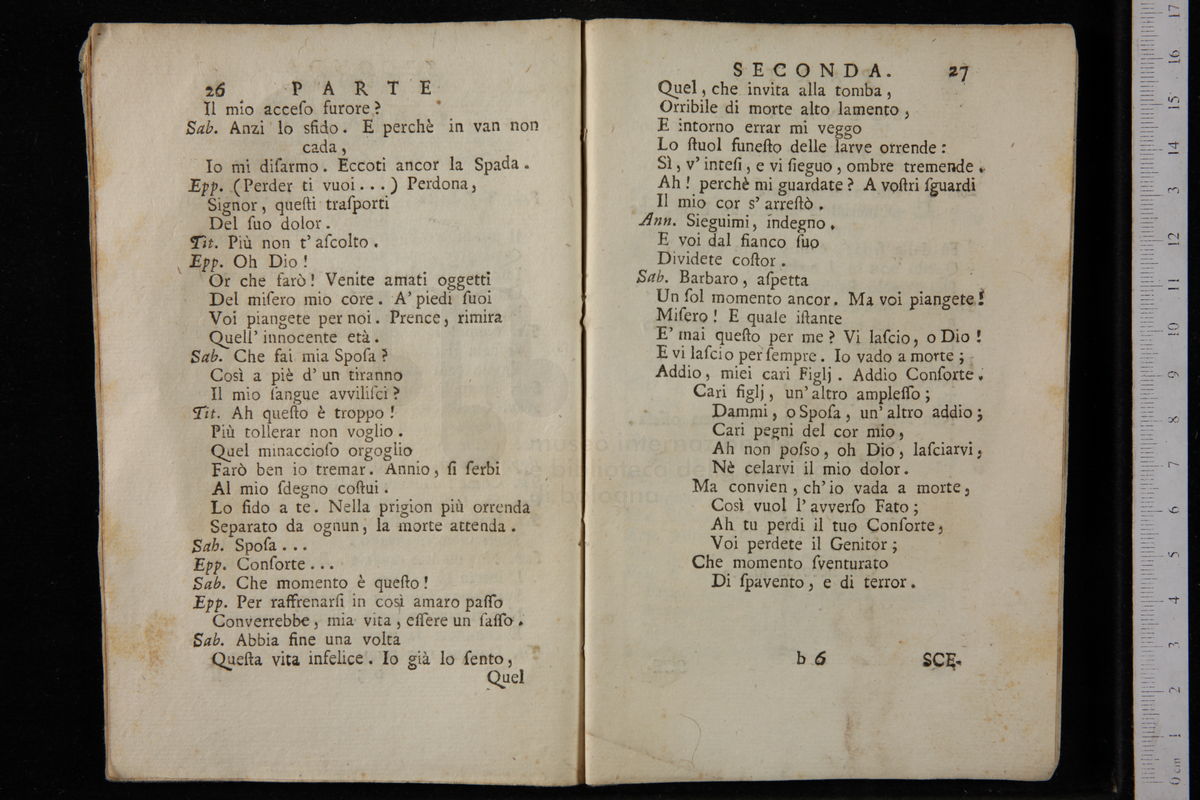 26 PARTE
Il mio acceſo furore?
Sab. Anzi lo sfido. E perchè in van non
cada,
Io mi diſarmo. Eccoti ancor la Spada.
Epp. (Perder ti vuoi...) Perdona,
Signor, queſti traſporti
Del ſuo dolor.
Tit. Più non t' aſcolto.
Epp. Oh Dio!
Or che farò! Venite amati oggetti
Del miſero mio core. A' piedi ſuoi
Voi piangete per noi. Prence, rimira
Quell' innocente età.
Sab. Che fai mia Spoſa?
Così a piè d' un tiranno
Il mio ſangue avviliſci?
Tit. Ah queſto è troppo!
Più tollerar non voglio.
Quel minaccioſo orgoglio
Farò ben io tremar. Annio, ſi ſerbi
Al mio ſdegno coſtui.
Lo fido a te. Nella prigion più orrenda
Separato da ognun, la morte attenda.
Sab. Spoſa...
Epp. Conſorte...
Sab. Che momento è queſto!
Epp. Per raffrenarſi in così amaro paſſo
Converrebbe, mia vita, eſſere un ſaſſo.
Sab. Abbia fine una volta
Queſta vita infelice. Io già lo ſento,
Quel
SECONDA. 27
Quel, che invita alla tomba,
Orribile di morte alto lamento,
E intorno errar mi veggo
Lo ſtuol funeſto delle larve orrende:
Sì, v' inteſi, e vi ſieguo, ombre tremende.
Ah! perchè mi guardate? A voſtri ſguardi
Il mio cor s' arreſtò.
Ann. Sieguimi, indegno.
E voi dal fianco ſuo
Dividete coſtor.
Sab. Barbaro, aſpetta
Un ſol momento ancor. Ma voi piangete!
Miſero! E quale iſtante
E' mai queſto per me? Vi laſcio, o Dio!
E vi laſcio per ſempre. Io vado a morte;
Addio, miei cari Figlj. Addio Conſorte.
Cari figlj, un' altro ampleſſo;
Dammi, o Spoſa, un' altro addio;
Cari pegni del cor mio,
Ah non poſso, oh Dio, laſciarvi,
Nè celarvi il mio dolor.
Ma convien, ch' io vada a morte,
Così vuol l' avverſo Fato;
Ah tu perdi il tuo Conſorte,
Voi perdete il Genitor;
Che momento ſventurato
Di ſpavento, e di terror.
b 6 SCE-